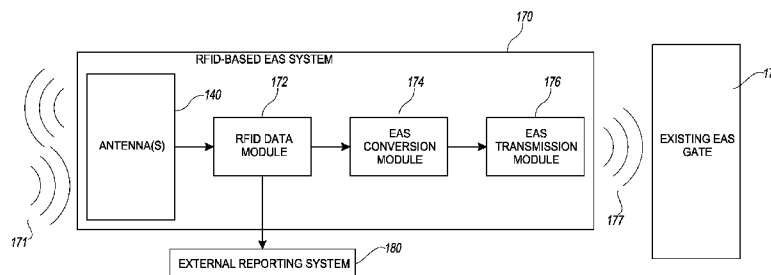 170
RFID-BASED EAS SYSTEM
140
172
174
176
ANTENNA(S)
RFID DATA
MODULE
EAS
CONVERSION
MODULE
EAS
TRANSMISSION
MODULE
EXISTING EAS
GATE
171
177
EXTERNAL REPORTING SYSTEM
180